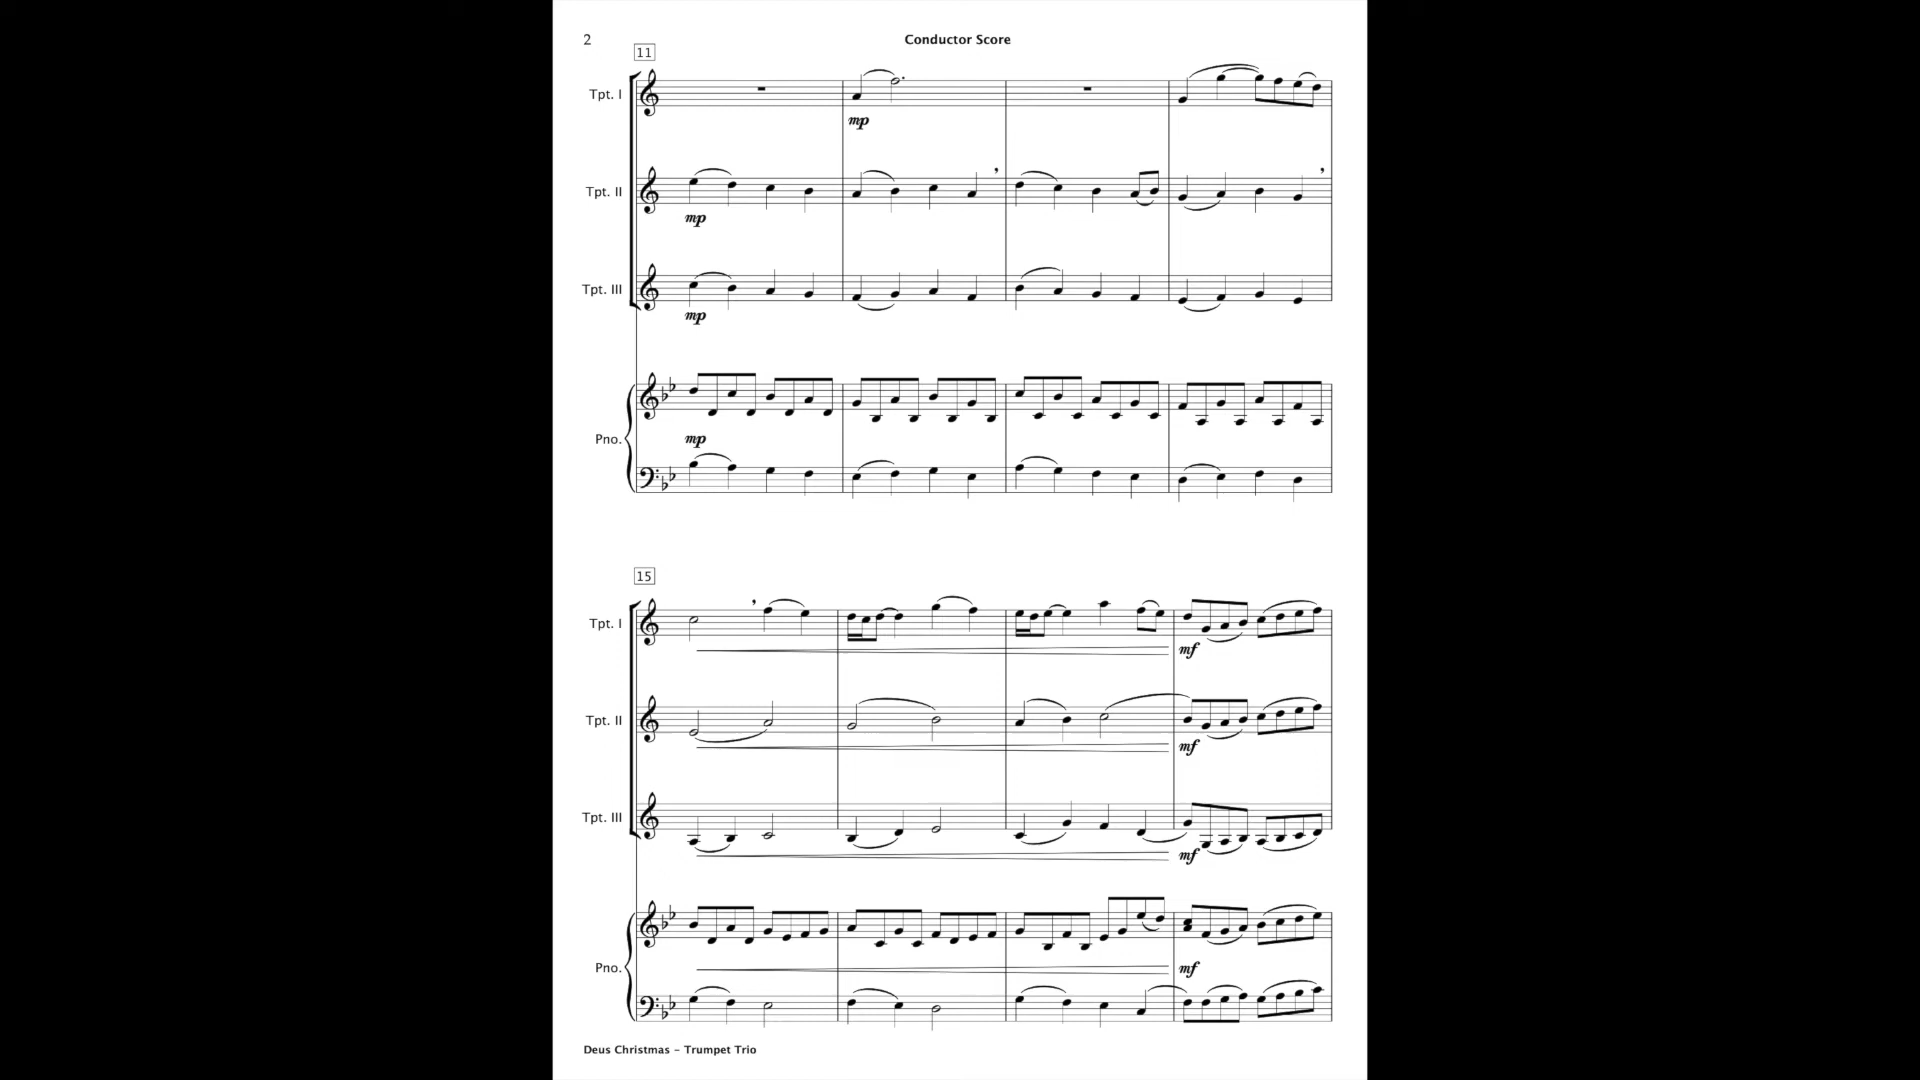 2
Conductor Score
11
Tpt. I
mp
Tpt. II
mp
Tpt. III
mp
Pno.
mp
15
Tpt. I
mf
Tpt. II
mf
Tpt. III
mf
Pno.
mf
Deus Christmas - Trumpet Trio